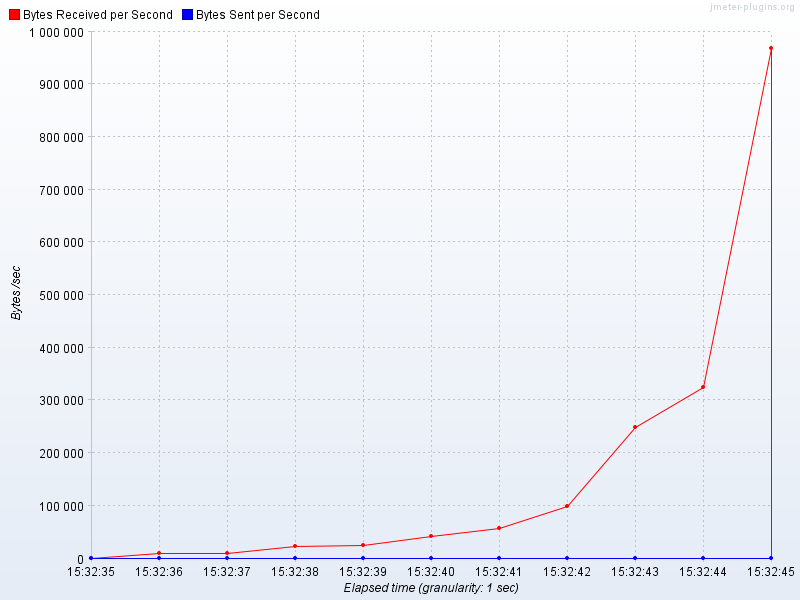 jmeter-plugins.org
Bytes Received per Second Bytes Sent per Second
1 000 000
900 000
800 000
700 000
600 000
500 000
400 000
300 000
200 000
100 000
0
Bytes /sec
15:32:35 15:32:36 15:32:37 15:32:38 15:32:39 15:32:40 15:32:41 15:32:42 15:32:43 15:32:44 15:32:45
Elapsed time (granularity: 1 sec)